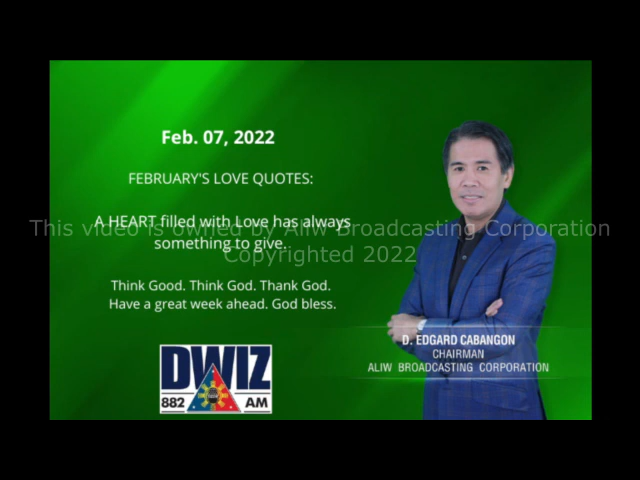 Feb. 07, 2022
FEBRUARY'S LOVE QUOTES:
A HEART filled with Love has always
something to give.
This video is owned by Aliw Broadcasting Corporation
Copyrighted 2022
Think Good. Think God. Thank God.
Have a great week ahead. God bless.
D. EDGARD CABANGON
CHAIRMAN
ALIW BROADCASTING CORPORATION
DWIZ
882 AM